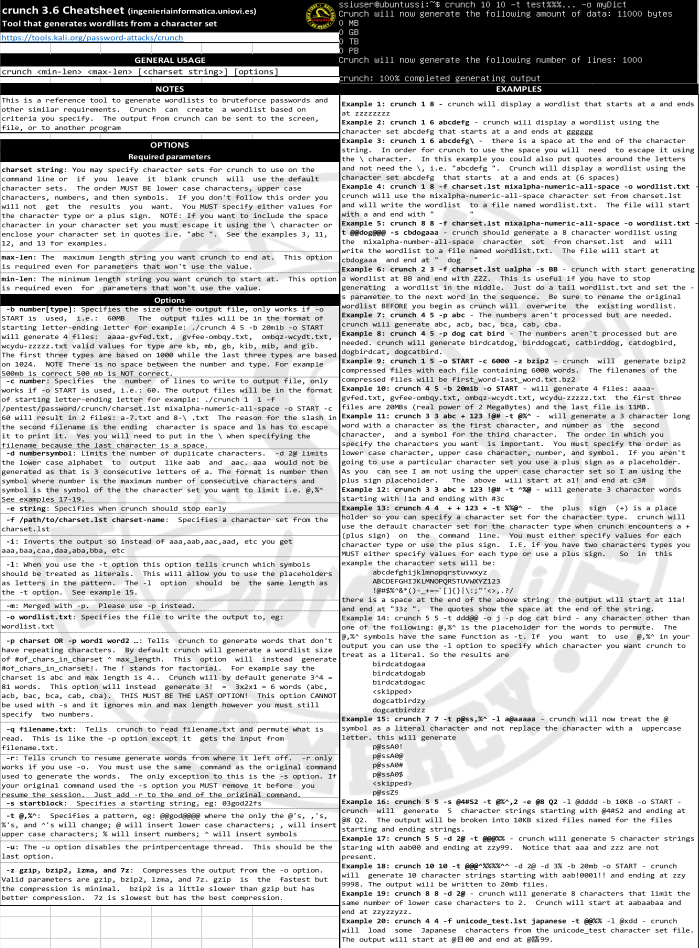 crunch 3.6 Cheatsheet (ingenieriainformatica.uniovi.es)
Tool that generates wordlists from a character set
https://tools.kali.org/password-attacks/crunch
GENERAL USAGE
crunch <min-len> <max-len> [<charset string>] [options]
NOTES
This is a reference tool to generate wordlists to bruteforce passwords and
other similar requirements. Crunch can create a wordlist based on
criteria you specify. The output from crunch can be sent to the screen,
file, or to another program
OPTIONS
Required parameters
charset string: You may specify character sets for crunch to use on the
command line or if you leave it blank crunch will use the default
character sets. The order MUST BE lower case characters, upper case
characters, numbers, and then symbols. If you don't follow this order you
will not get the results you want. You MUST specify either values for
the character type or a plus sign. NOTE: If you want to include the space
character in your character set you must escape it using the \ character or
enclose your character set in quotes i.e. "abc ". See the examples 3, 11,
12, and 13 for examples.
max-len: The maximum length string you want crunch to end at. This option
is required even for parameters that won't use the value.
min-len: The minimum length string you want crunch to start at. This option
is required even for parameters that won't use the value.
Options
-b number[type]: Specifies the size of the output file, only works if -o
START is used, i.e.: 60MB The output files will be in the format of
starting letter-ending letter for example: ./crunch 4 5 -b 20mib -o START
will generate 4 files: aaaa-gvfed.txt, gvfee-ombqy.txt, ombqz-wcydt.txt,
wcydu-zzzzz.txt valid values for type are kb, mb, gb, kib, mib, and gib.
The first three types are based on 1000 while the last three types are based
on 1024. NOTE There is no space between the number and type. For example
500mb is correct 500 mb is NOT correct.
-c number: Specifies the number of lines to write to output file, only
works if -o START is used, i.e.: 60. The output files will be in the format
of starting letter-ending letter for example: ./crunch 1 1 -f
/pentest/password/crunch/charset.lst mixalpha-numeric-all-space -o START -c
60 will result in 2 files: a-7.txt and 8-\ .txt The reason for the slash in
the second filename is the ending character is space and ls has to escape
it to print it. Yes you will need to put in the \ when specifying the
filename because the last character is a space.
-d numbersymbol: Limits the number of duplicate characters. -d 2@ limits
the lower case alphabet to output like aab and aac. aaa would not be
generated as that is 3 consecutive letters of a. The format is number then
symbol where number is the maximum number of consecutive characters and
symbol is the symbol of the the character set you want to limit i.e. @,%^
See examples 17-19.
-e string: Specifies when crunch should stop early
-f /path/to/charset.lst charset-name: Specifies a character set from the
charset.lst
-i: Inverts the output so instead of aaa,aab,aac,aad, etc you get
aaa,baa,caa,daa,aba,bba, etc
-l: When you use the -t option this option tells crunch which symbols
should be treated as literals. This will allow you to use the placeholders
as letters in the pattern. The -l option should be the same length as
the -t option. See example 15.
-m: Merged with -p. Please use -p instead.
-o wordlist.txt: Specifies the file to write the output to, eg:
wordlist.txt
-p charset OR -p word1 word2 …: Tells crunch to generate words that don't
have repeating characters. By default crunch will generate a wordlist size
of #of_chars_in_charset ^ max_length. This option will instead generate
#of_chars_in_charset!. The ! stands for factorial. For example say the
charset is abc and max length is 4.. Crunch will by default generate 3^4 =
81 words. This option will instead generate 3! = 3x2x1 = 6 words (abc,
acb, bac, bca, cab, cba). THIS MUST BE THE LAST OPTION! This option CANNOT
be used with -s and it ignores min and max length however you must still
specify two numbers.
-q filename.txt: Tells crunch to read filename.txt and permute what is
read. This is like the -p option except it gets the input from
filename.txt.
-r: Tells crunch to resume generate words from where it left off. -r only
works if you use -o. You must use the same command as the original command
used to generate the words. The only exception to this is the -s option. If
your original command used the -s option you MUST remove it before you
resume the session. Just add -r to the end of the original command.
-s startblock: Specifies a starting string, eg: 03god22fs
-t @,%^: Specifies a pattern, eg: @@god@@@@ where the only the @'s, ,'s,
%'s, and ^'s will change; @ will insert lower case characters; , will insert
upper case characters; % will insert numbers; ^ will insert symbols
-u: The -u option disables the printpercentage thread. This should be the
last option.
-z gzip, bzip2, lzma, and 7z: Compresses the output from the -o option.
Valid parameters are gzip, bzip2, lzma, and 7z. gzip is the fastest but
the compression is minimal. bzip2 is a little slower than gzip but has
better compression. 7z is slowest but has the best compression.
ssiuser@ubuntussi:~$ crunch 10 10 -t test%%%... -o myDict
Crunch will now generate the following amount of data: 11000 bytes
0 MB
0 GB
0 TB
0 PB
Crunch will now generate the following number of lines: 1000
crunch: 100% completed generating output
EXAMPLES
Example 1: crunch 1 8 - crunch will display a wordlist that starts at a and ends
at zzzzzzzz
Example 2: crunch 1 6 abcdefg - crunch will display a wordlist using the
character set abcdefg that starts at a and ends at gggggg
Example 3: crunch 1 6 abcdefg\ - there is a space at the end of the character
string. In order for crunch to use the space you will need to escape it using
the \ character. In this example you could also put quotes around the letters
and not need the \, i.e. "abcdefg ". Crunch will display a wordlist using the
character set abcdefg that starts at a and ends at (6 spaces)
Example 4: crunch 1 8 -f charset.lst mixalpha-numeric-all-space -o wordlist.txt -
crunch will use the mixalpha-numeric-all-space character set from charset.lst
and will write the wordlist to a file named wordlist.txt. The file will start
with a and end with " "
Example 5: crunch 8 8 -f charset.lst mixalpha-numeric-all-space -o wordlist.txt -
t @@dog@@@ -s cbdogaaa - crunch should generate a 8 character wordlist using
the mixalpha-number-all-space character set from charset.lst and will
write the wordlist to a file named wordlist.txt. The file will start at
cbdogaaa and end at " dog "
Example 6: crunch 2 3 -f charset.lst ualpha -s BB - crunch with start generating
a wordlist at BB and end with ZZZ. This is useful if you have to stop
generating a wordlist in the middle. Just do a tail wordlist.txt and set the -
s parameter to the next word in the sequence. Be sure to rename the original
wordlist BEFORE you begin as crunch will overwrite the existing wordlist.
Example 7: crunch 4 5 -p abc - The numbers aren't processed but are needed.
crunch will generate abc, acb, bac, bca, cab, cba.
Example 8: crunch 4 5 -p dog cat bird - The numbers aren't processed but are
needed. crunch will generate birdcatdog, birddogcat, catbirddog, catdogbird,
dogbirdcat, dogcatbird.
Example 9: crunch 1 5 -o START -c 6000 -z bzip2 - crunch will generate bzip2
compressed files with each file containing 6000 words. The filenames of the
compressed files will be first_word-last_word.txt.bz2
Example 10: crunch 4 5 -b 20mib -o START - will generate 4 files: aaaa-
gvfed.txt, gvfee-ombqy.txt, ombqz-wcydt.txt, wcydu-zzzzz.txt the first three
files are 20MBs (real power of 2 MegaBytes) and the last file is 11MB.
Example 11: crunch 3 3 abc + 123 !@# -t @%^ - will generate a 3 character long
word with a character as the first character, and number as the second
character, and a symbol for the third character. The order in which you
specify the characters you want is important. You must specify the order as
lower case character, upper case character, number, and symbol. If you aren't
going to use a particular character set you use a plus sign as a placeholder.
As you can see I am not using the upper case character set so I am using the
plus sign placeholder. The above will start at a1! and end at c3#
Example 12: crunch 3 3 abc + 123 !@# -t ^%@ - will generate 3 character words
starting with !1a and ending with #3c
Example 13: crunch 4 4 + + 123 + -t %%@^ - the plus sign (+) is a place
holder so you can specify a character set for the character type. crunch will
use the default character set for the character type when crunch encounters a +
(plus sign) on the command line. You must either specify values for each
character type or use the plus sign. I.E. if you have two characters types you
MUST either specify values for each type or use a plus sign. So in this
example the character sets will be:
abcdefghijklmnopqrstuvwxyz
ABCDEFGHIJKLMNOPQRSTUVWXYZ123
!@#$%^&*()-_+=~`[]{}|\:;"'<>,.?/
there is a space at the end of the above string the output will start at 11a!
and end at "33z ". The quotes show the space at the end of the string.
Example 14: crunch 5 5 -t ddd@@ -o j -p dog cat bird - any character other than
one of the following: @,%^ is the placeholder for the words to permute. The
@,%^ symbols have the same function as -t. If you want to use @,%^ in your
output you can use the -l option to specify which character you want crunch to
treat as a literal. So the results are
birdcatdogaa
birdcatdogab
birdcatdogac
<skipped>
dogcatbirdzy
dogcatbirdzz
Example 15: crunch 7 7 -t p@ss,%^ -l a@aaaaa - crunch will now treat the @
symbol as a literal character and not replace the character with a uppercase
letter. this will generate
p@ssA0!
p@ssA0@
p@ssA0#
p@ssA0$
<skipped>
p@ssZ9
Example 16: crunch 5 5 -s @4#S2 -t @%^,2 -e @8 Q2 -l @dddd -b 10KB -o START -
crunch will generate 5 character strings starting with @4#S2 and ending at
@8 Q2. The output will be broken into 10KB sized files named for the files
starting and ending strings.
Example 17: crunch 5 5 -d 2@ -t @@@%% - crunch will generate 5 character strings
staring with aab00 and ending at zzy99. Notice that aaa and zzz are not
present.
Example 18: crunch 10 10 -t @@@^%%%%^^ -d 2@ -d 3% -b 20mb -o START - crunch
will generate 10 character strings starting with aab!0001!! and ending at zzy
9998. The output will be written to 20mb files.
Example 19: crunch 8 8 -d 2@ - crunch will generate 8 characters that limit the
same number of lower case characters to 2. Crunch will start at aabaabaa and
end at zzyzzyzz.
Example 20: crunch 4 4 -f unicode_test.lst japanese -t @@%% -l @xdd - crunch
will load some Japanese characters from the unicode_test character set file.
The output will start at @日00 and end at @語99.